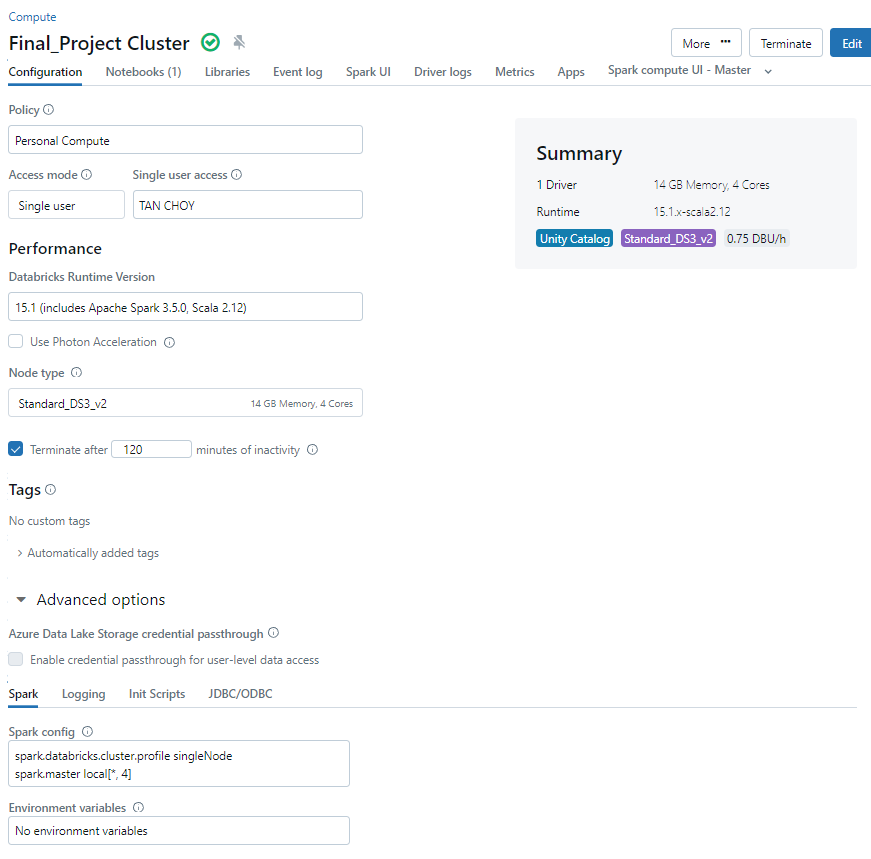 Compute
Final_Project Cluster
More ... Terminate Edit
Configuration Notebooks (1) Libraries Event log Spark UI Driver logs Metrics Apps Spark compute UI - Master
Policy
Personal Compute
Access mode Single user access
Single user TAN CHOY
Performance
Databricks Runtime Version
15.1 (includes Apache Spark 3.5.0, Scala 2.12)
Use Photon Acceleration
Node type
Standard_DS3_v2 14 GB Memory, 4 Cores
Terminate after 120 minutes of inactivity
Tags
No custom tags
Automatically added tags
Advanced options
Azure Data Lake Storage credential passthrough
Enable credential passthrough for user-level data access
Spark Logging Init Scripts JDBC/ODBC
Spark config
spark.databricks.cluster.profile singleNode
spark.master local[*, 4]
Environment variables
No environment variables
Summary
1 Driver 14 GB Memory, 4 Cores
Runtime 15.1.x-scala2.12
Unity Catalog Standard_DS3_v2 0.75 DBU/h